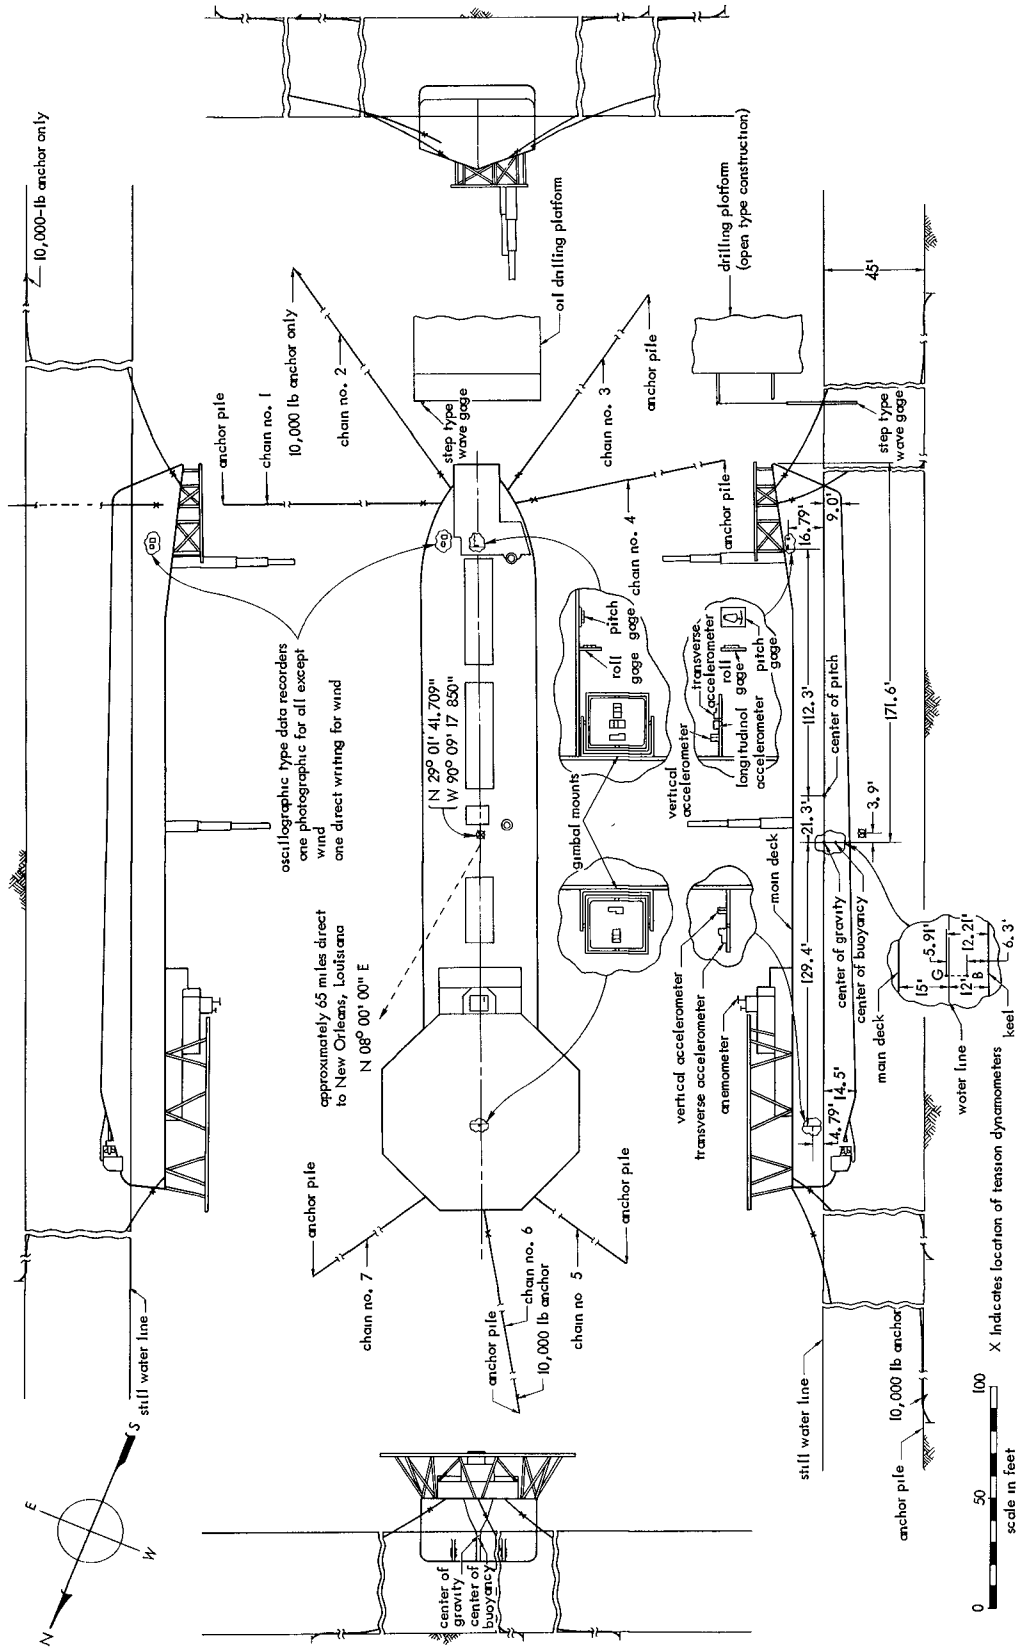 10,000-lb anchor only
anchor pile
chain no. 1
10,000 lb anchor only
chain no. 2
oscillographic type data recorders
one photographic for all except
wind
one direct writing for wind
approximately 65 miles direct
to New Orleans, Louisiana
N 08° 00' 00" E
N 29° 01' 41.709"
W 90° 09' 17 850"
step type
wave gage
oil drilling platform
chain no. 3
anchor pile
chain no. 4
anchor pile
drilling platform
(open type construction)
still water line
N
E
S
W
anchor pile
chain no. 7
anchor pile
chain no. 6
10,000 lb anchor
chain no 5
anchor pile
gimbal mounts
roll
gage
pitch
gage
vertical
accelerometer
transverse
accelerometer
roll
gage
pitch
gage
longitudinal
accelerometer
vertical accelerometer
transverse accelerometer
anemometer
main deck
45'
step type
wave gage
16.79'
9.0'
112.3'
center of pitch
171.6'
21.3'
3.9'
129.4'
center of gravity
center of buoyancy
4.79'
14.5'
main deck
15'
5.91'
G
B
12'
12.21'
6.3'
water line
keel
center of
gravity
center of
buoyancy
still water line
anchor pile
10,000 lb anchor
X Indicates location of tension dynamometers
0
50
100
scale in feet